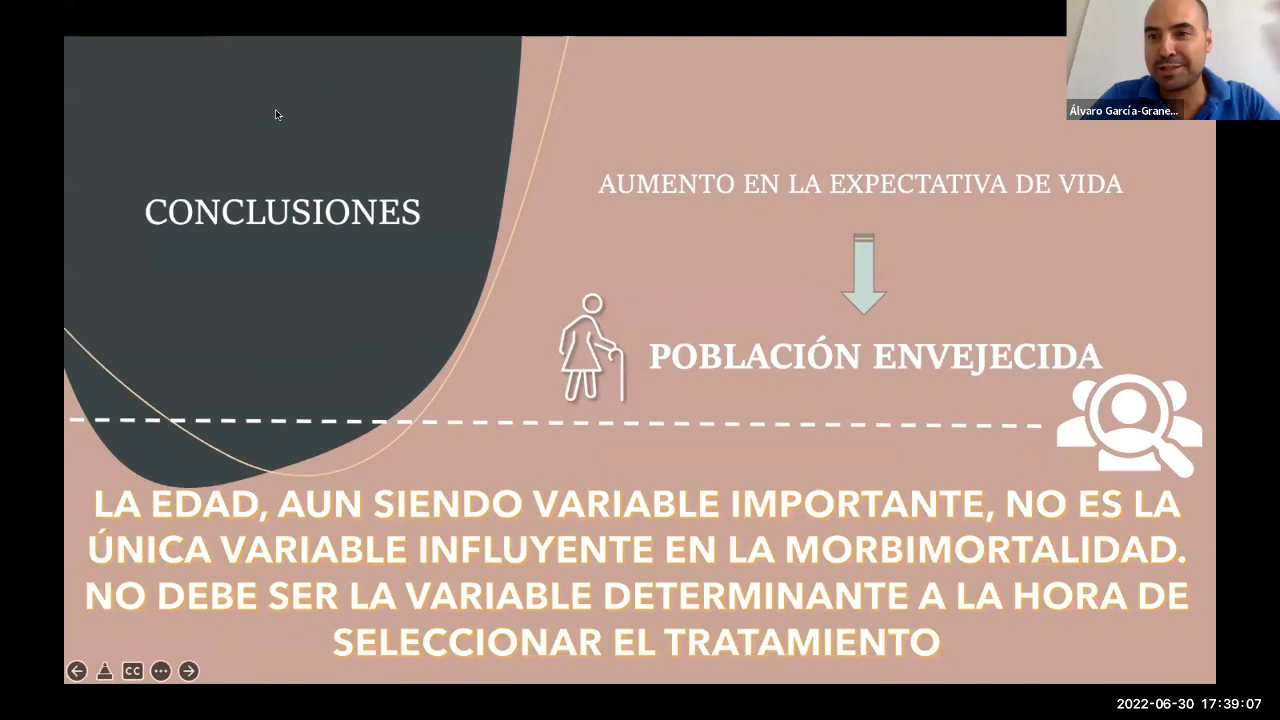 Álvaro García-Grane...
AUMENTO EN LA EXPECTATIVA DE VIDA
CONCLUSIONES
POBLACIÓN ENVEJECIDA
LA EDAD, AUN SIENDO VARIABLE IMPORTANTE, NO ES LA
ÚNICA VARIABLE INFLUYENTE EN LA MORBIMORTALIDAD.
NO DEBE SER LA VARIABLE DETERMINANTE A LA HORA DE
SELECCIONAR EL TRATAMIENTO
CC
2022-06-30 17:39:07